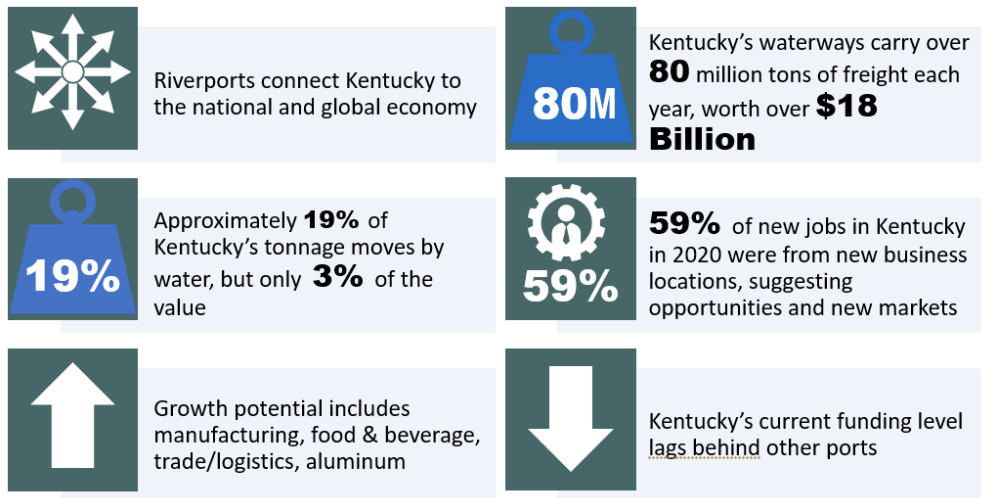 Riverports connect Kentucky to
the national and global economy
80M
Kentucky’s waterways carry over
80 million tons of freight each
year, worth over $18
Billion
19%
Approximately 19% of
Kentucky’s tonnage moves by
water, but only 3% of the
value
59%
59% of new jobs in Kentucky
in 2020 were from new business
locations, suggesting
opportunities and new markets
Growth potential includes
manufacturing, food & beverage,
trade/logistics, aluminum
Kentucky’s current funding level
lags behind other ports